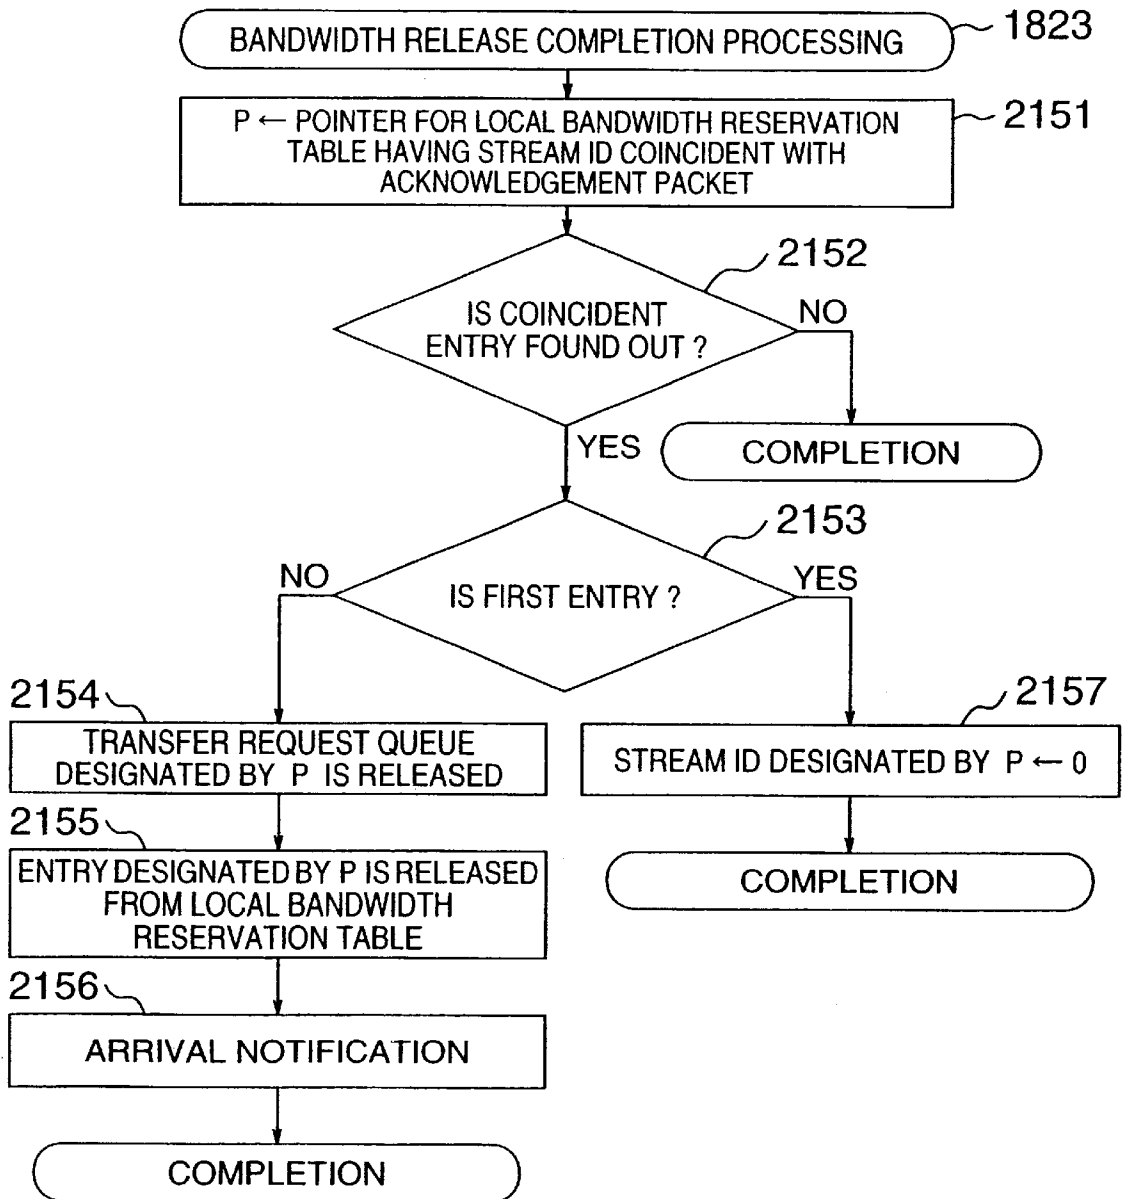 BANDWIDTH RELEASE COMPLETION PROCESSING
1823
P ← POINTER FOR LOCAL BANDWIDTH RESERVATION
TABLE HAVING STREAM ID COINCIDENT WITH
ACKNOWLEDGEMENT PACKET
2151
2152
IS COINCIDENT
ENTRY FOUND OUT ?
NO
YES
COMPLETION
2153
IS FIRST ENTRY ?
NO
YES
2154
TRANSFER REQUEST QUEUE
DESIGNATED BY P IS RELEASED
2157
STREAM ID DESIGNATED BY P ← 0
2155
ENTRY DESIGNATED BY P IS RELEASED
FROM LOCAL BANDWIDTH
RESERVATION TABLE
COMPLETION
2156
ARRIVAL NOTIFICATION
COMPLETION